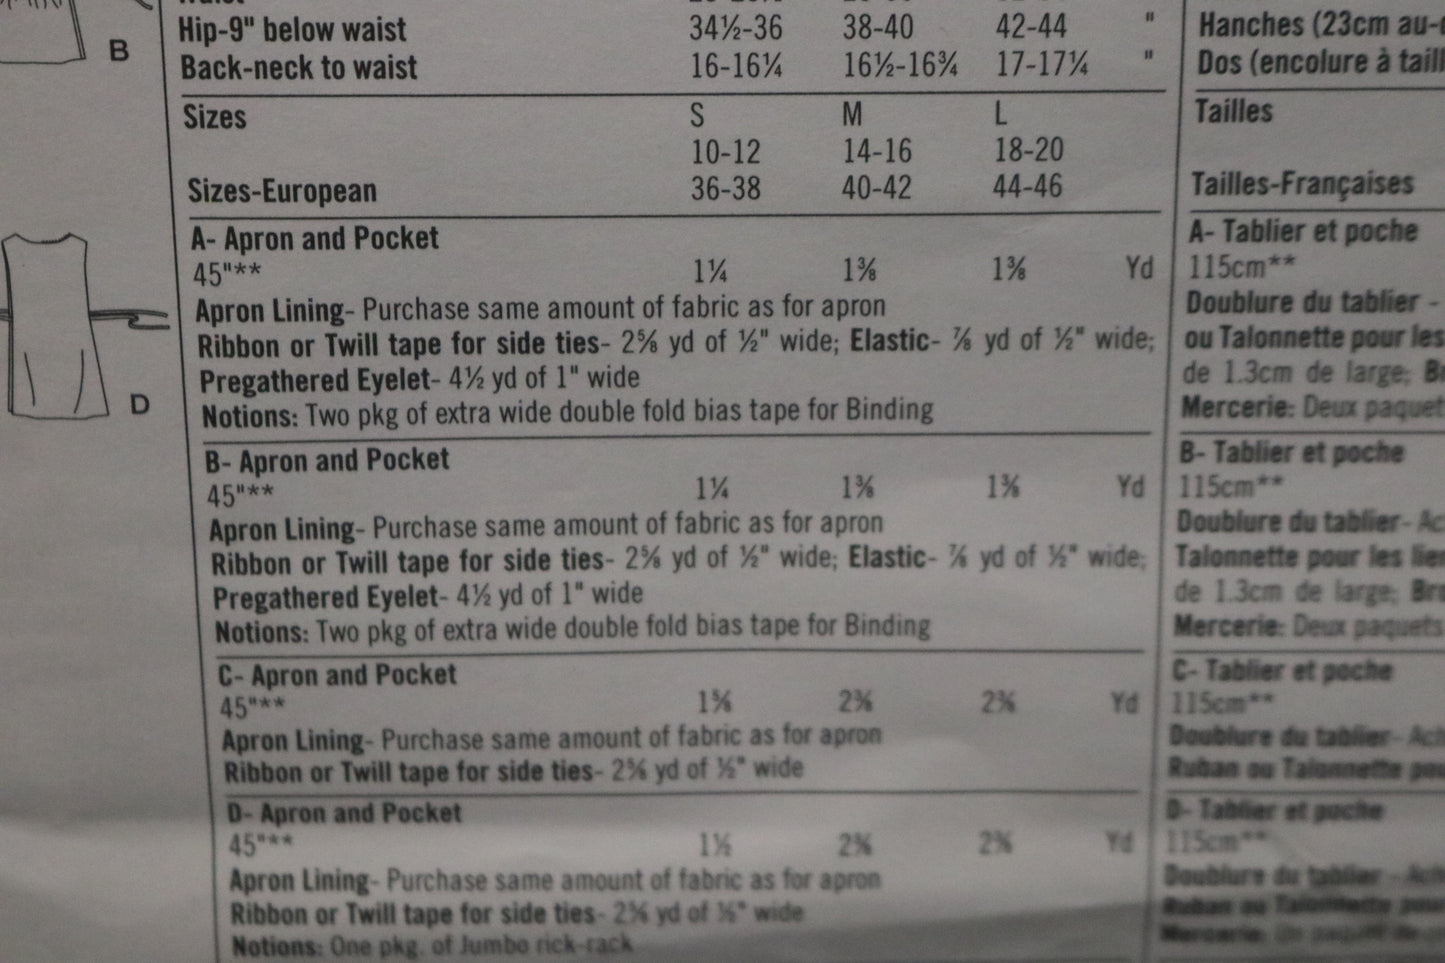 B
D
Hip-9" below waist 34½-36 38-40 42-44 "
Back-neck to waist 16-16¼ 16½-16¾ 17-17¼ "
Sizes S M L
10-12 14-16 18-20
Sizes-European 36-38 40-42 44-46
A- Apron and Pocket
45"** 1¼ 1⅜ 1⅜ Yd
Apron Lining- Purchase same amount of fabric as for apron
Ribbon or Twill tape for side ties- 2⅝ yd of ½" wide; Elastic- ⅞ yd of ½" wide;
Pregathered Eyelet- 4½ yd of 1" wide
Notions: Two pkg of extra wide double fold bias tape for Binding
B- Apron and Pocket
45"** 1¼ 1⅜ 1⅜ Yd
Apron Lining- Purchase same amount of fabric as for apron
Ribbon or Twill tape for side ties- 2⅝ yd of ½" wide; Elastic- ⅞ yd of ½" wide;
Pregathered Eyelet- 4½ yd of 1" wide
Notions: Two pkg of extra wide double fold bias tape for Binding
C- Apron and Pocket
45"** Yd
Apron Lining- Purchase same amount of fabric as for apron
Ribbon or Twill tape for side ties- 2⅝ yd of ½" wide
D- Apron and Pocket
45"** Yd
Apron Lining- Purchase same amount of fabric as for apron
Ribbon or Twill tape for side ties- 2⅝ yd of ½" wide
Notions: One pkg. of Jumbo rick-rack
Hanches (23cm au-
Dos (encolure à taill
Tailles
Tailles-Françaises
A- Tablier et poche
115cm**
Doublure du tablier -
ou Talonnette pour les
de 1.3cm de large;
Mercerie: Deux paquet
B- Tablier et poche
115cm**
Doublure du tablier-
Talonnette pour les
de 1.3cm de large;
Mercerie: Deux paquets
C- Tablier et poche
115cm**
Doublure du tablier-
Ruban ou Talonnette
D- Tablier et poche
115cm**
Doublure du tablier -
Ruban ou Talonnette
Mercerie: